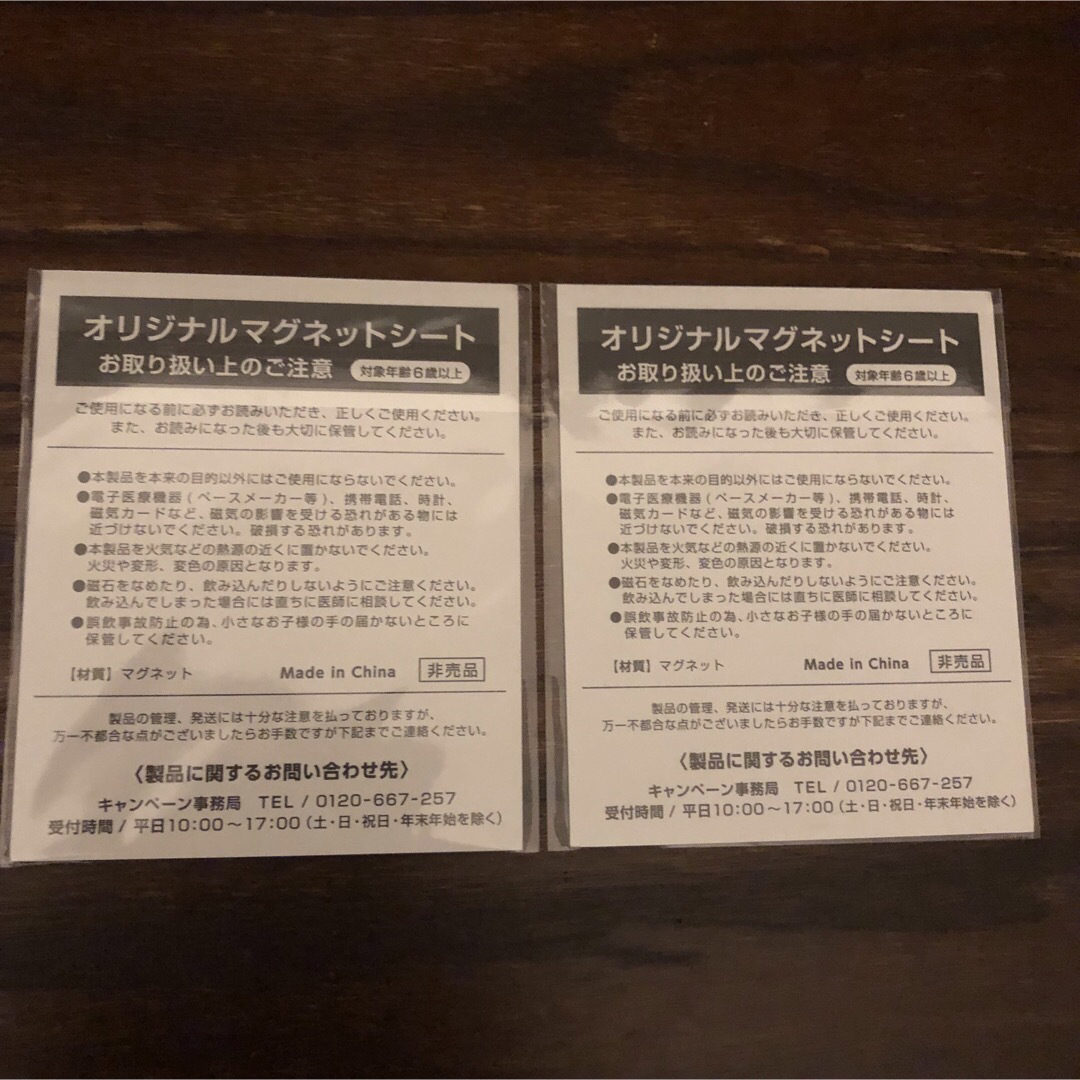 オリジナルマグネットシート
お取り扱い上のご注意 対象年齢6歳以上
ご使用になる前に必ずお読みいただき、正しくご使用ください。
また、お読みになった後も大切に保管してください。
●本製品を本来の目的以外にはご使用にならないでください。
●電子医療機器(ペースメーカー等)、携帯電話、時計、
磁気カードなど、磁気の影響を受ける恐れがある物には
近づけないでください。破損する恐れがあります。
●本製品を火気などの熱源の近くに置かないでください。
火災や変形、変色の原因となります。
●磁石をなめたり、飲み込んだりしないようにご注意ください。
飲み込んでしまった場合には直ちに医師に相談してください。
●誤飲事故防止の為、小さなお子様の手の届かないところに
保管してください。
【材質】マグネット Made in China 非売品
製品の管理、発送には十分な注意を払っておりますが、
万一不都合な点がございましたらお手数ですが下記までご連絡ください。
〈製品に関するお問い合わせ先〉
キャンペーン事務局 TEL / 0120-667-257
受付時間 / 平日10:00～17:00(土・日・祝日・年末年始を除く)
オリジナルマグネットシート
お取り扱い上のご注意 対象年齢6歳以上
ご使用になる前に必ずお読みいただき、正しくご使用ください。
また、お読みになった後も大切に保管してください。
●本製品を本来の目的以外にはご使用にならないでください。
●電子医療機器(ペースメーカー等)、携帯電話、時計、
磁気カードなど、磁気の影響を受ける恐れがある物には
近づけないでください。破損する恐れがあります。
●本製品を火気などの熱源の近くに置かないでください。
火災や変形、変色の原因となります。
●磁石をなめたり、飲み込んだりしないようにご注意ください。
飲み込んでしまった場合には直ちに医師に相談してください。
●誤飲事故防止の為、小さなお子様の手の届かないところに
保管してください。
【材質】マグネット Made in China 非売品
製品の管理、発送には十分な注意を払っておりますが、
万一不都合な点がございましたらお手数ですが下記までご連絡ください。
〈製品に関するお問い合わせ先〉
キャンペーン事務局 TEL / 0120-667-257
受付時間 / 平日10:00～17:00(土・日・祝日・年末年始を除く)